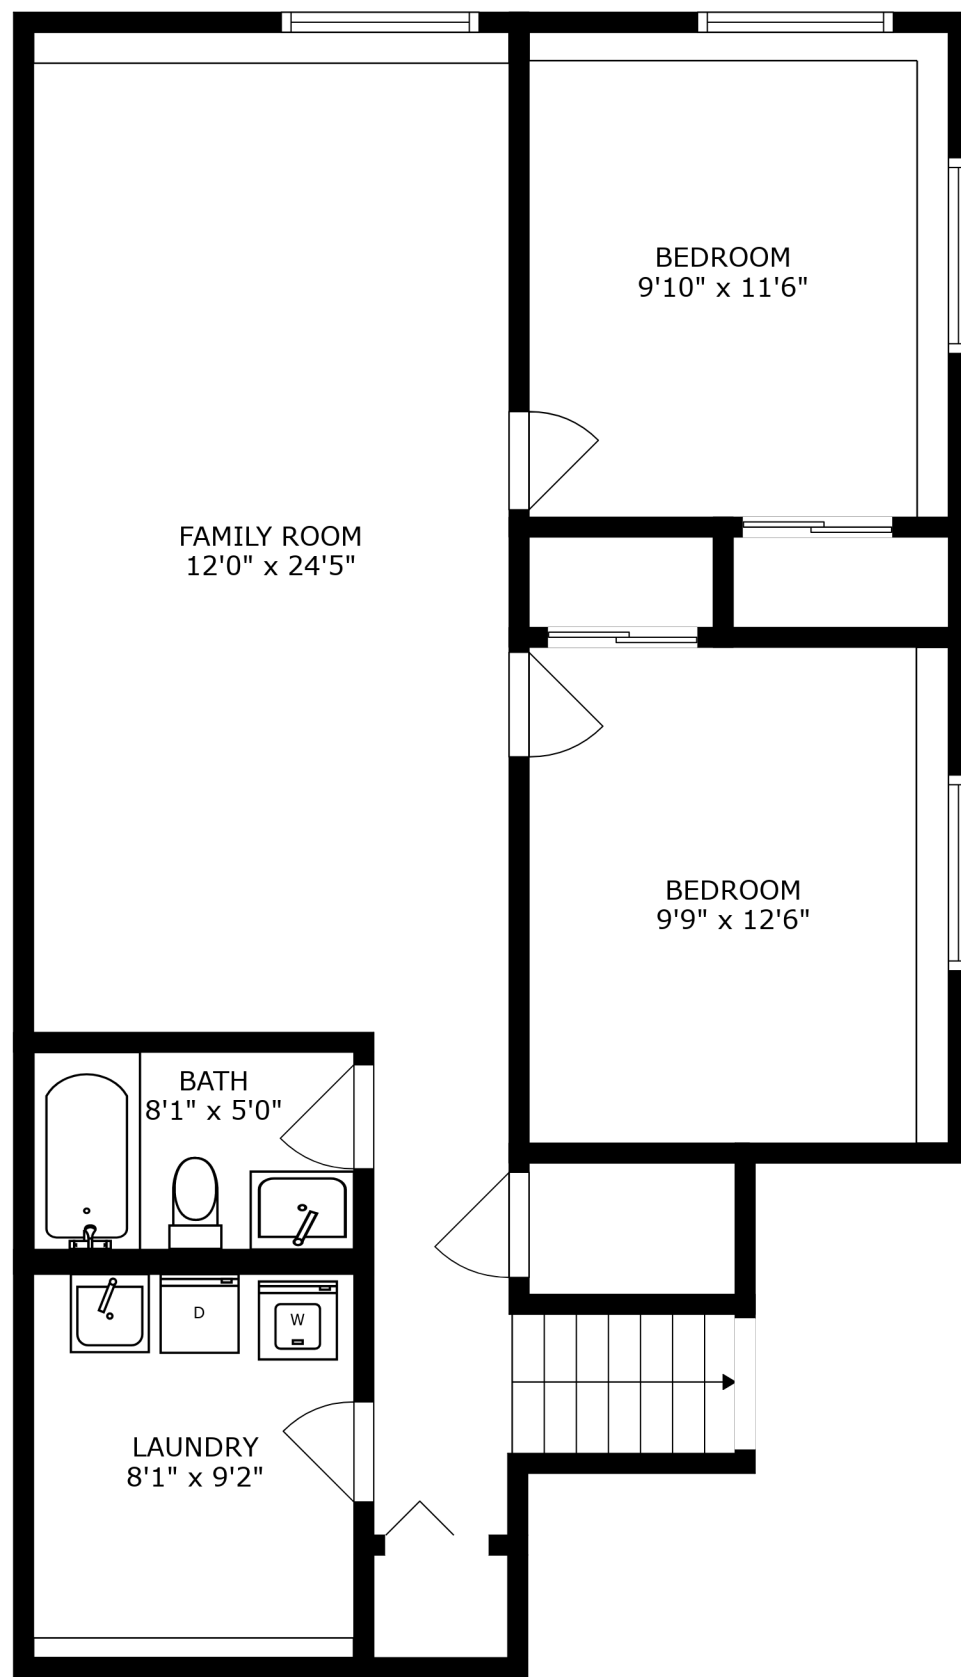 BEDROOM
9'10" x 11'6"
FAMILY ROOM
12'0" x 24'5"
BEDROOM
9'9" x 12'6"
BATH
8'1" x 5'0"
D
W
LAUNDRY
8'1" x 9'2"